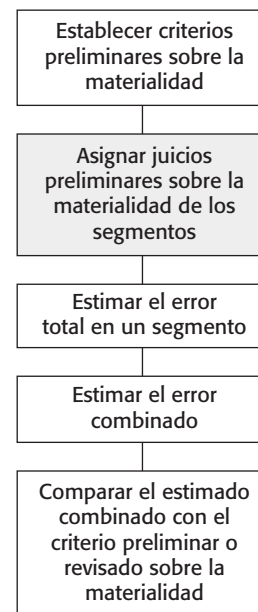 Establecer criterios
preliminares sobre la
materialidad
Asignar juicios
preliminares sobre la
materialidad de los
segmentos
Estimar el error
total en un segmento
Estimar el error
combinado
Comparar el estimado
combinado con el
criterio preliminar o
revisado sobre la
materialidad